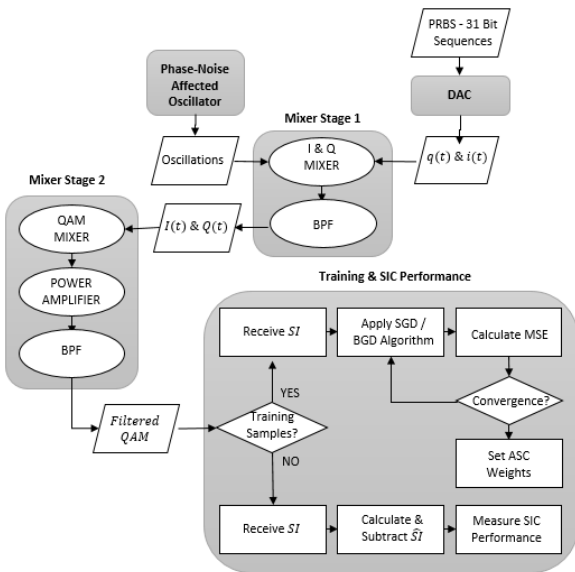 PRBS - 31 Bit
Sequences
Phase-Noise
Affected
Oscillator
DAC
Mixer Stage 1
Oscillations
I & Q
MIXER
q(t) & i(t)
Mixer Stage 2
QAM
MIXER
I(t) & Q(t)
BPF
POWER
AMPLIFIER
BPF
Training & SIC Performance
Receive SI
Apply SGD /
BGD Algorithm
Calculate MSE
YES
Convergence?
Filtered
QAM
Training
Samples?
NO
Set ASC
Weights
Receive SI
Calculate &
Subtract ŜI
Measure SIC
Performance